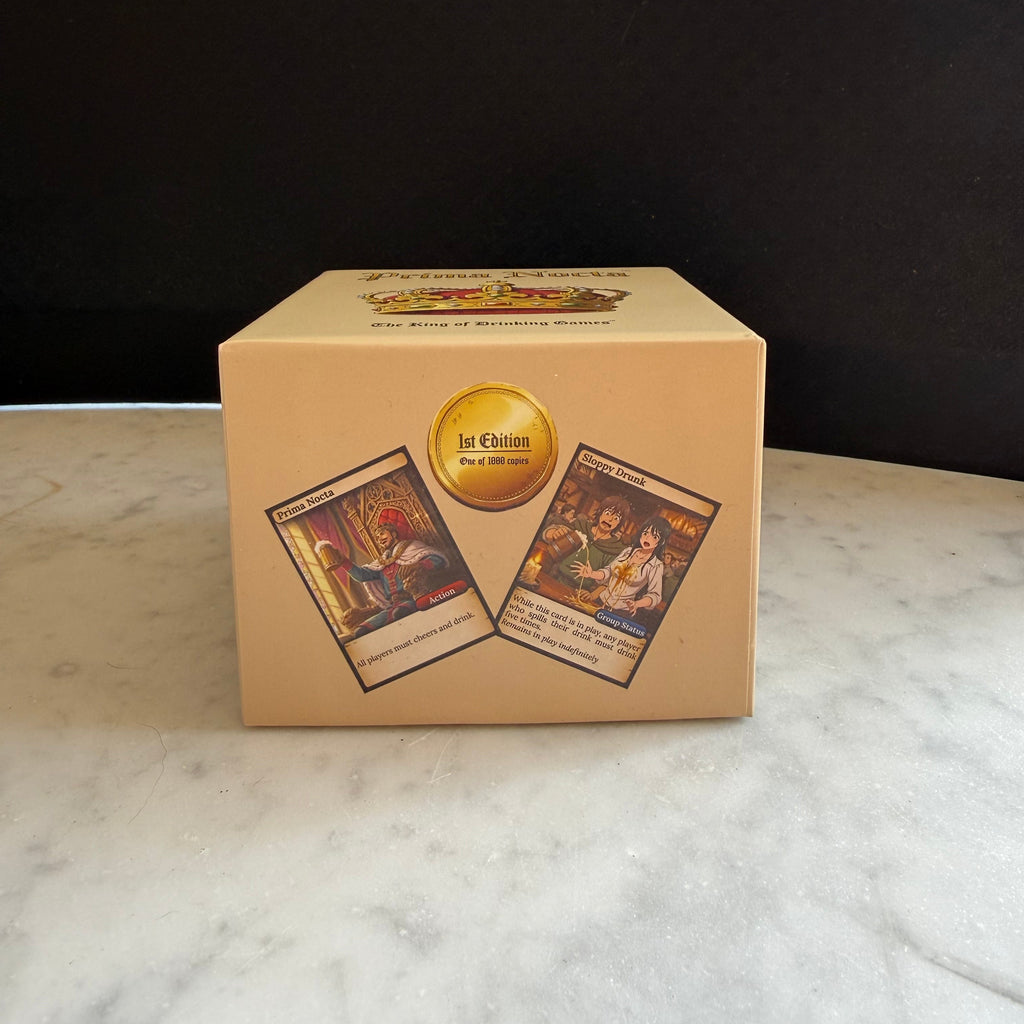 Prima Nocta
The King of Drinking Games™
1st Edition
One of 1000 copies
Prima Nocta
Action
All players must cheers and drink.
Sloppy Drunk
Group Status
While this card is in play, any player
who spills their drink must drink
five times.
Remains in play indefinitely